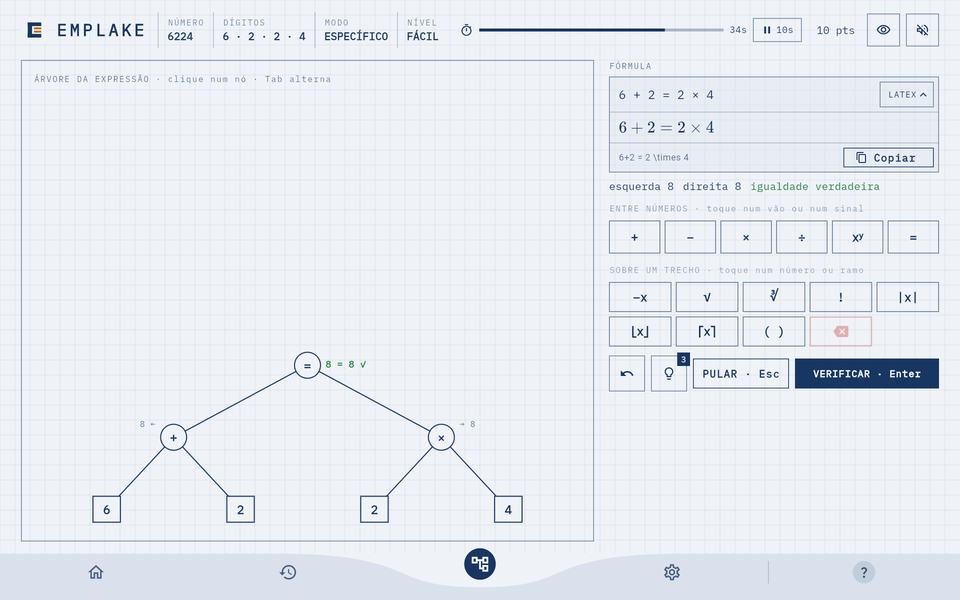 EMPLAKE
NÚMERO
6224
DÍGITOS
6 · 2 · 2 · 4
MODO
ESPECÍFICO
NÍVEL
FÁCIL
34s
10s
10 pts
ÁRVORE DA EXPRESSÃO · clique num nó · Tab alterna
=
8 = 8 √
8 ←
+
×
→ 8
6
2
2
4
FÓRMULA
6 + 2 = 2 × 4
LATEX
6 + 2 = 2 × 4
6+2 = 2 \times 4
Copiar
esquerda 8 direita 8 igualdade verdadeira
ENTRE NÚMEROS · toque num vão ou num sinal
+ − × ÷ xʸ =
SOBRE UM TRECHO · toque num número ou ramo
−x √ ∛ ! |x|
⌊x⌋ ⌈x⌉ ( )
3
PULAR · Esc
VERIFICAR · Enter
?